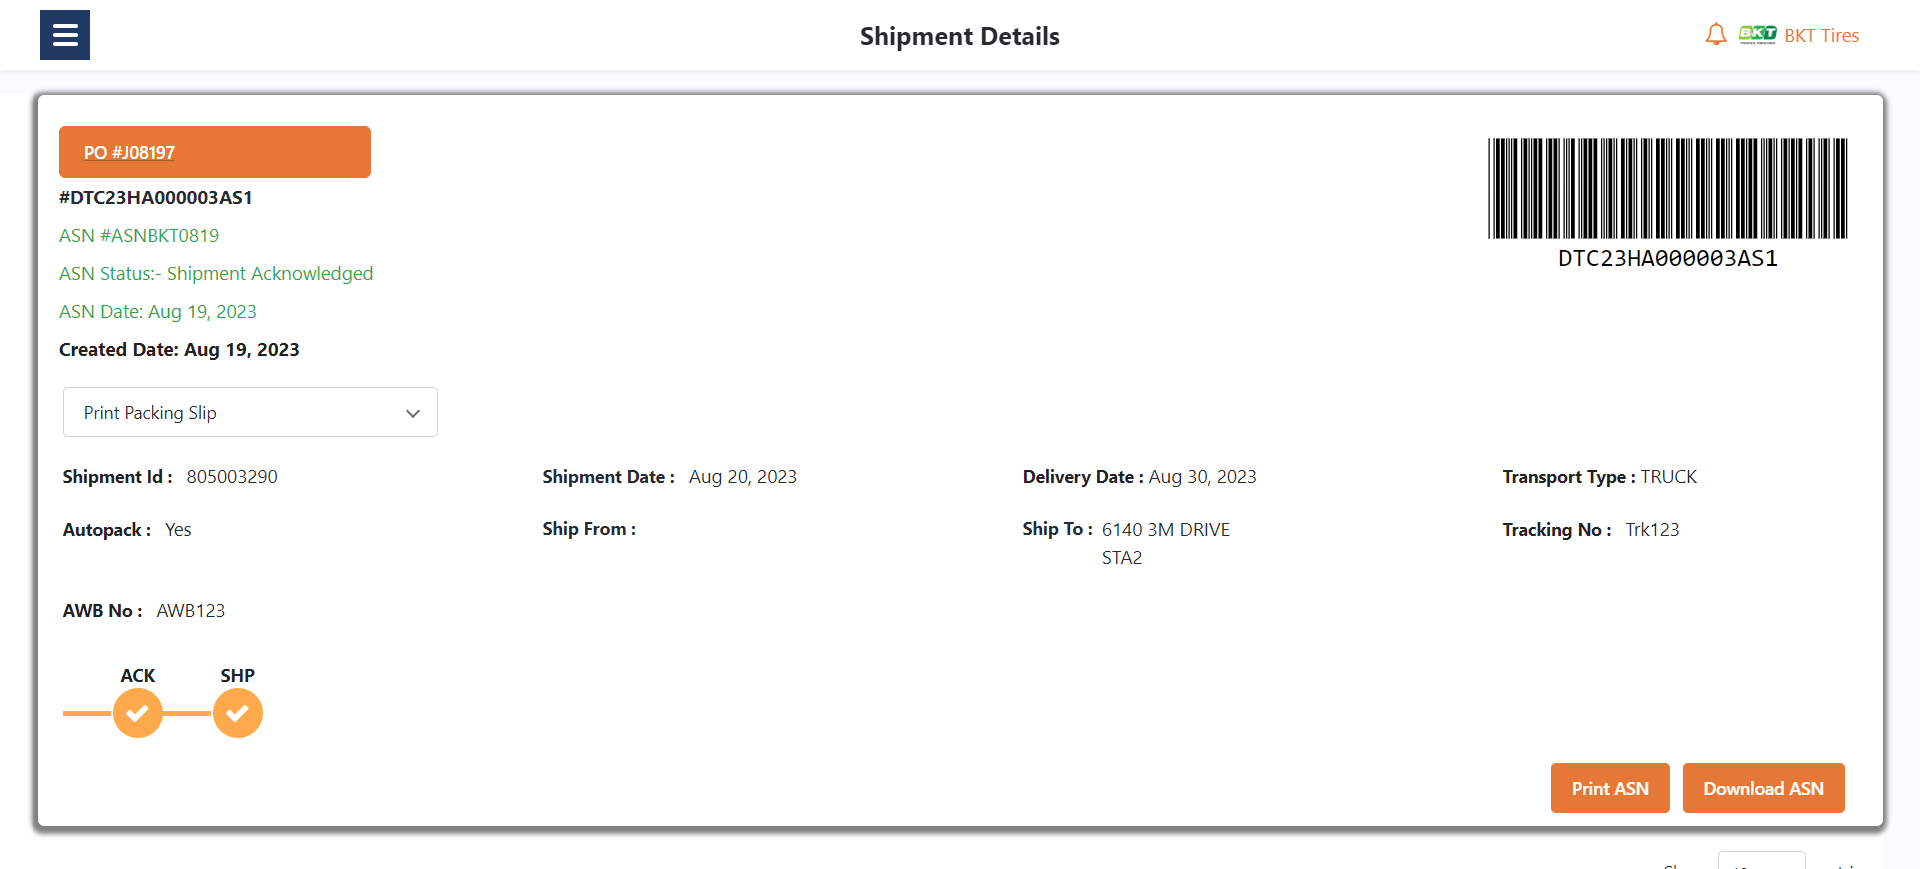 Shipment Details
BKT
BKT Tires
PO #J08197
#DTC23HA000003AS1
ASN #ASNBKT0819
ASN Status:- Shipment Acknowledged
ASN Date: Aug 19, 2023
Created Date: Aug 19, 2023
DTC23HA000003AS1
Print Packing Slip
Shipment Id : 805003290
Shipment Date : Aug 20, 2023
Delivery Date : Aug 30, 2023
Transport Type : TRUCK
Autopack : Yes
Ship From :
Ship To : 6140 3M DRIVE
STA2
Tracking No : Trk123
AWB No : AWB123
ACK SHP
Print ASN
Download ASN